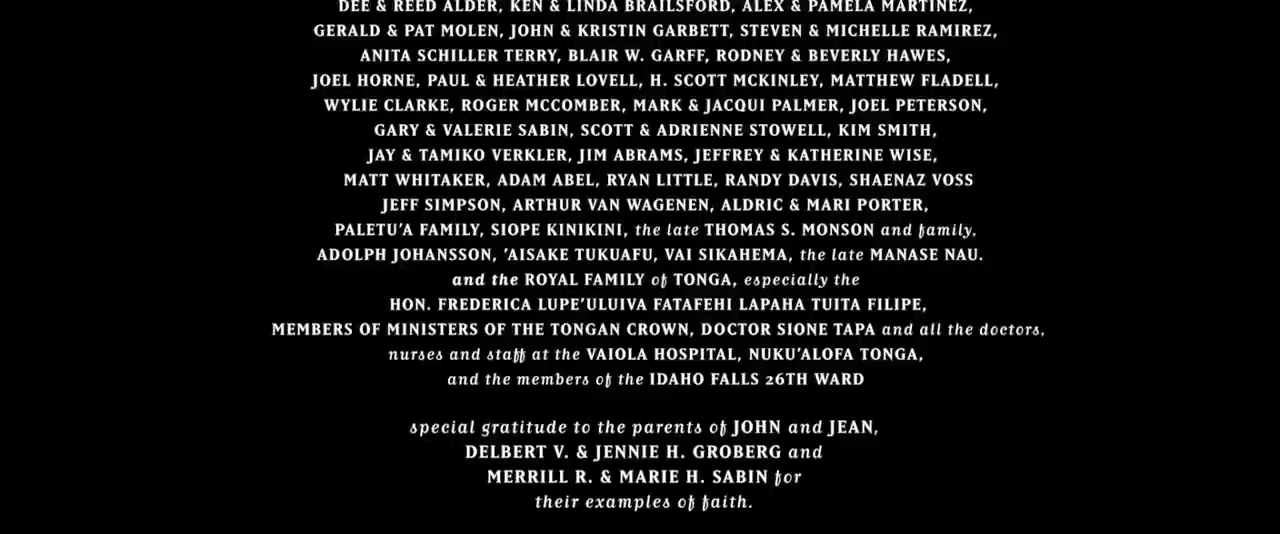 DEE & REED ALDER, KEN & LINDA BRAILSFORD, ALEX & PAMELA MARTINEZ,
GERALD & PAT MOLEN, JOHN & KRISTIN GARBETT, STEVEN & MICHELLE RAMIREZ,
ANITA SCHILLER TERRY, BLAIR W. GARFF, RODNEY & BEVERLY HAWES,
JOEL HORNE, PAUL & HEATHER LOVELL, H. SCOTT MCKINLEY, MATTHEW FLADELL,
WYLIE CLARKE, ROGER MCCOMBER, MARK & JACQUI PALMER, JOEL PETERSON,
GARY & VALERIE SABIN, SCOTT & ADRIENNE STOWELL, KIM SMITH,
JAY & TAMIKO VERKLER, JIM ABRAMS, JEFFREY & KATHERINE WISE,
MATT WHITAKER, ADAM ABEL, RYAN LITTLE, RANDY DAVIS, SHAENAZ VOSS
JEFF SIMPSON, ARTHUR VAN WAGENEN, ALDRIC & MARI PORTER,
PALETU'A FAMILY, SIOPE KINIKINI, the late THOMAS S. MONSON and family,
ADOLPH JOHANSSON, 'AISAKE TUKUAFU, VAI SIKAHEMA, the late MANASE NAU.
and the ROYAL FAMILY of TONGA, especially the
HON. FREDERICA LUPE'ULUIVA FATAFEHI LAPAHA TUITA FILIPE,
MEMBERS OF MINISTERS OF THE TONGAN CROWN, DOCTOR SIONE TAPA and all the doctors,
nurses and staff at the VAIOLA HOSPITAL, NUKU'ALOFA TONGA,
and the members of the IDAHO FALLS 26TH WARD
special gratitude to the parents of JOHN and JEAN,
DELBERT V. & JENNIE H. GROBERG and
MERRILL R. & MARIE H. SABIN for
their examples of faith.